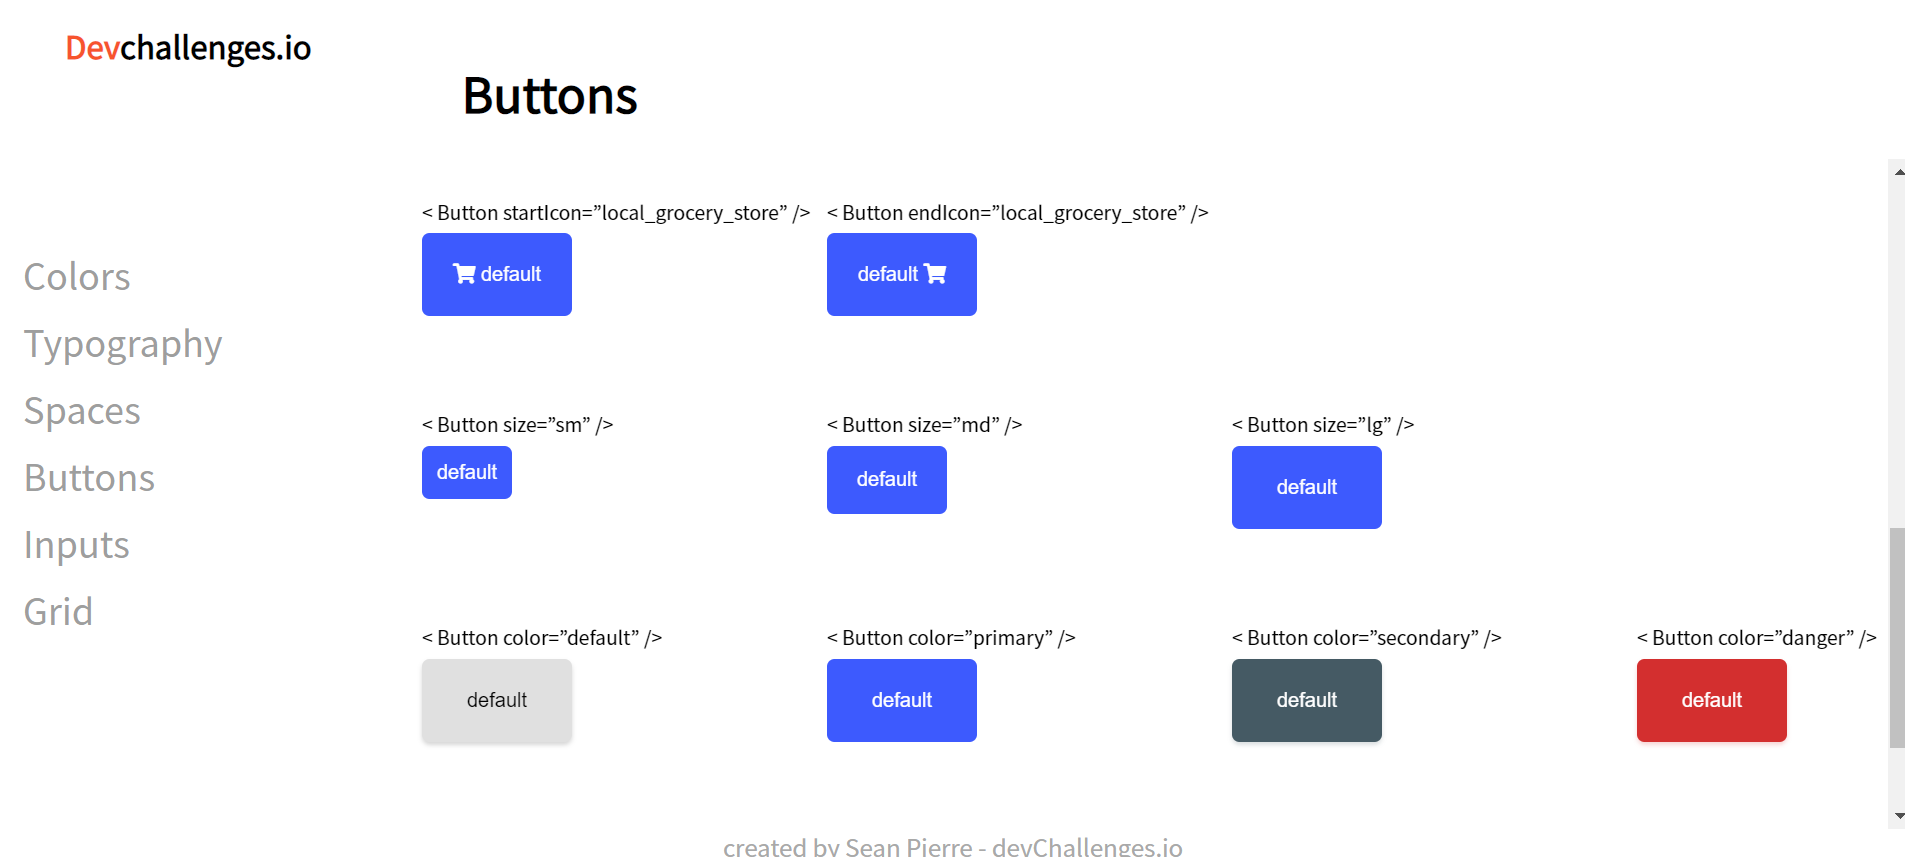 Devchallenges.io
Buttons
Colors
Typography
Spaces
Buttons
Inputs
Grid
< Button startIcon=”local_grocery_store” />
< Button endIcon=”local_grocery_store” />
default
default
< Button size=”sm” />
< Button size=”md” />
< Button size=”lg” />
default
default
default
< Button color=”default” />
< Button color=”primary” />
< Button color=”secondary” />
< Button color=”danger” />
default
default
default
default
created by Sean Pierre - devChallenges.io